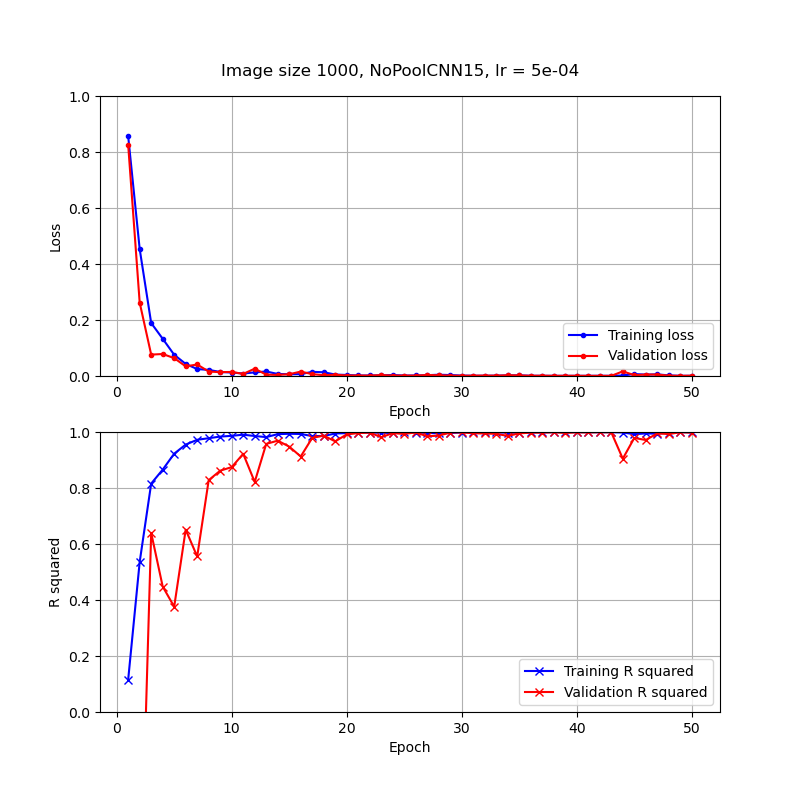 Image size 1000, NoPoolCNN15, lr = 5e-04
1.0
0.8
0.6
0.4
0.2
0.0
Loss
Training loss
Validation loss
0 10 20 30 40 50
Epoch
1.0
0.8
0.6
0.4
0.2
0.0
R squared
Training R squared
Validation R squared
0 10 20 30 40 50
Epoch